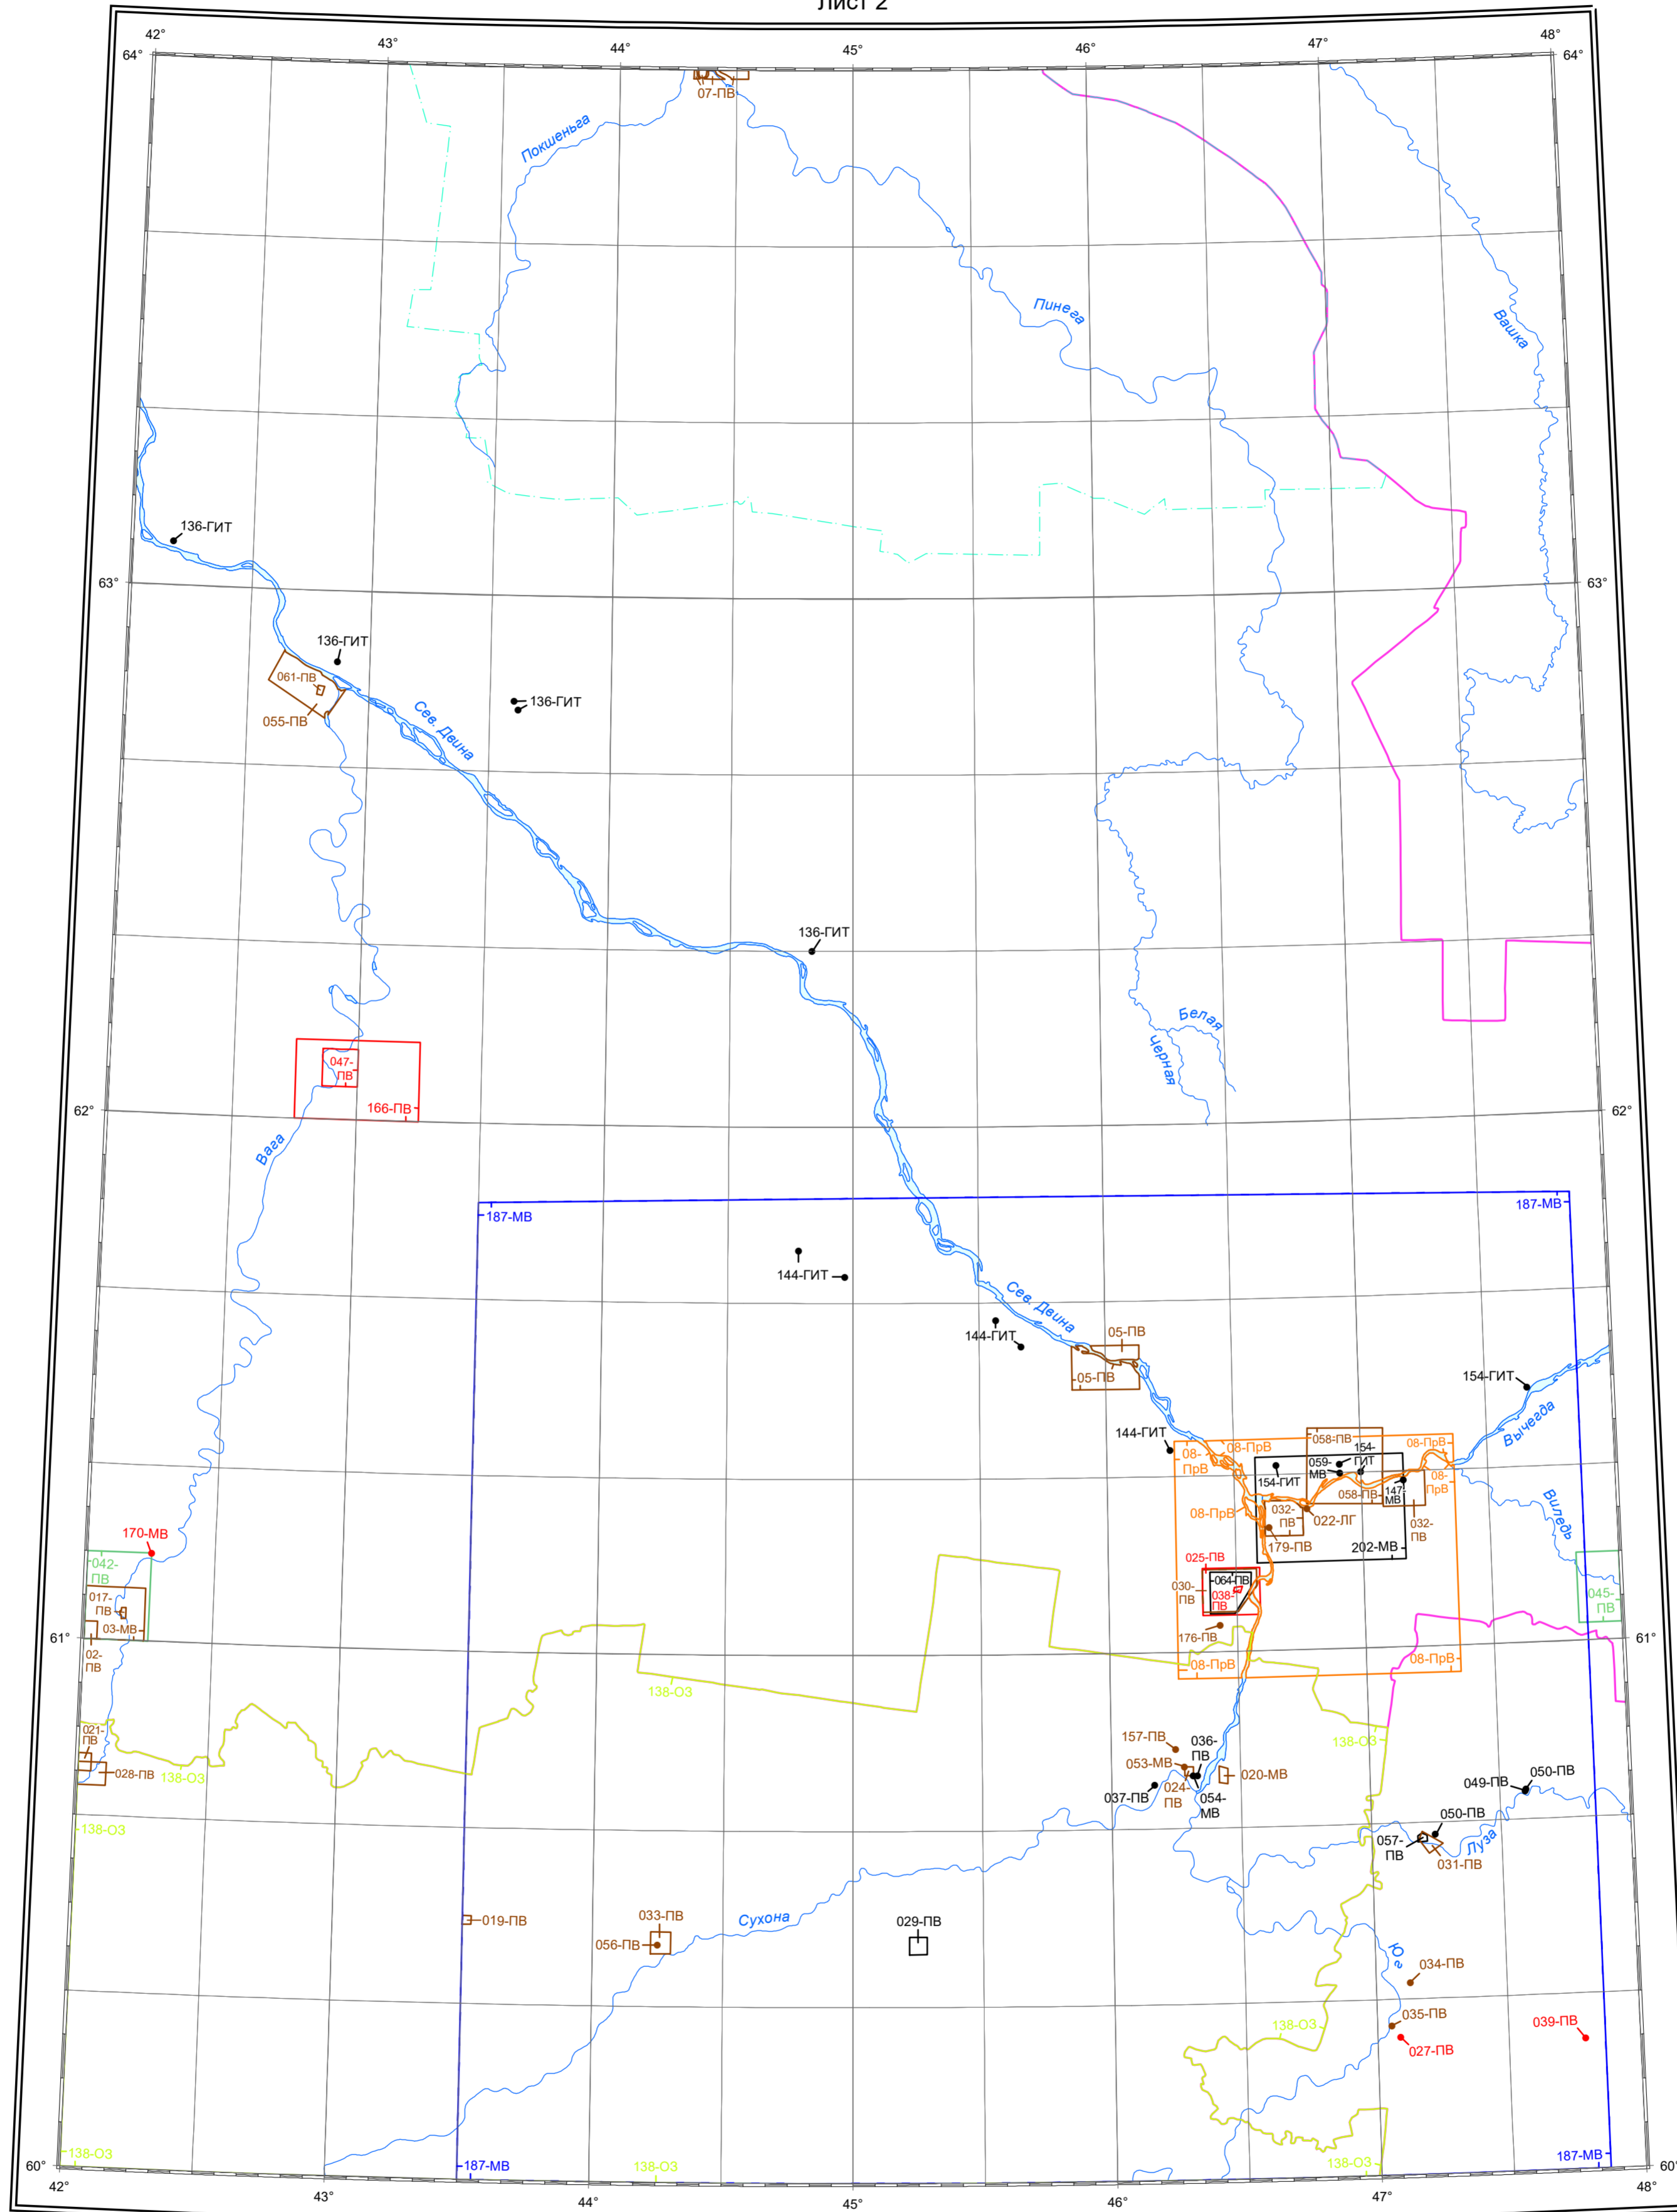 Лист 2
42°
43°
44°
45°
46°
47°
48°
64°
64°
07-ПВ
Покшеньга
Пинега
Вашка
136-ГИТ
63°
63°
136-ГИТ
061-ПВ
055-ПВ
136-ГИТ
Сев. Двина
136-ГИТ
Белая
Черная
047-
ПВ
166-ПВ
62°
62°
Вага
187-МВ
187-МВ
144-ГИТ
Сев. Двина
144-ГИТ
05-ПВ
05-ПВ
154-ГИТ
Вычегда
144-ГИТ
08-
ПрВ
08-ПрВ
058-ПВ
08-ПрВ
059-
МВ
154-
ГИТ
154-ГИТ
08-
ПрВ
058-ПВ
147-
МВ
Виледь
08-ПрВ
032-
ПВ
022-ЛГ
032-
ПВ
179-ПВ
202-МВ
170-МВ
042-
ПВ
025-ПВ
064-ПВ
030-
ПВ
038-
ПВ
045-
ПВ
017-
ПВ
03-МВ
176-ПВ
61°
61°
02-
ПВ
08-ПрВ
08-ПрВ
138-ОЗ
021-
ПВ
028-ПВ
138-ОЗ
157-ПВ
036-
ПВ
138-ОЗ
053-МВ
020-МВ
024-
ПВ
037-ПВ
054-
МВ
049-ПВ
050-ПВ
138-ОЗ
050-ПВ
057-
ПВ
Луза
031-ПВ
019-ПВ
033-ПВ
056-ПВ
Сухона
029-ПВ
Юг
034-ПВ
138-ОЗ
035-ПВ
027-ПВ
039-ПВ
138-ОЗ
187-МВ
138-ОЗ
138-ОЗ
187-МВ
60°
60°
42°
43°
44°
45°
46°
47°
48°